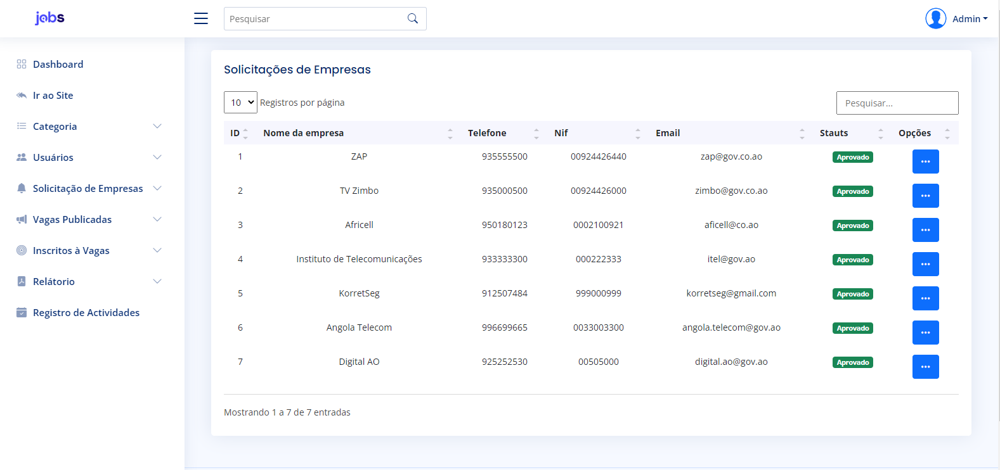 jobs
Pesquisar
Admin
Dashboard
Ir ao Site
Categoria
Usuários
Solicitação de Empresas
Vagas Publicadas
Inscritos à Vagas
Relátorio
Registro de Actividades
Solicitações de Empresas
10 Registros por página
Pesquisar...
ID Nome da empresa Telefone Nif Email Stauts Opções
1 ZAP 935555500 00924426440 zap@gov.co.ao Aprovado ...
2 TV Zimbo 935000500 00924426000 zimbo@gov.co.ao Aprovado ...
3 Africell 950180123 0002100921 aficell@co.ao Aprovado ...
4 Instituto de Telecomunicações 933333300 000222333 itel@gov.ao Aprovado ...
5 KorretSeg 912507484 999000999 korretseg@gmail.com Aprovado ...
6 Angola Telecom 996699665 0033003300 angola.telecom@gov.ao Aprovado ...
7 Digital AO 925252530 00505000 digital.ao@gov.ao Aprovado ...
Mostrando 1 a 7 de 7 entradas